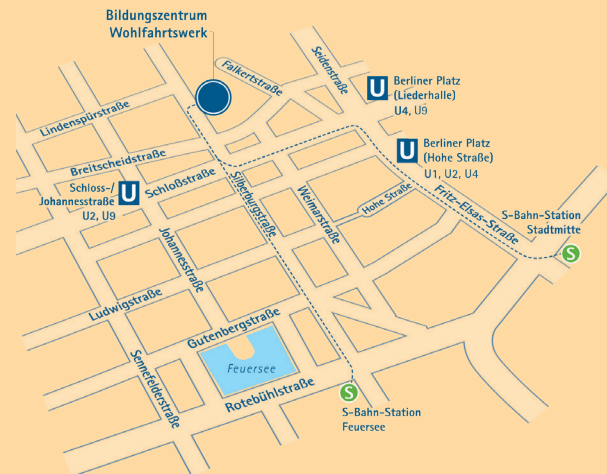 Bildungszentrum
Wohlfahrtswerk
Falkertstraße
Seidenstraße
U
Berliner Platz
(Liederhalle)
U4, U9
Lindenspürstraße
U
Berliner Platz
(Hohe Straße)
U1, U2, U4
Breitscheidstraße
Schloss-/
Johannesstraße
U2, U9
U
Schloßstraße
Silberburgstraße
Weimarstraße
Hohe Straße
Fritz-Elsas-Straße
S-Bahn-Station
Stadtmitte
S
Johannesstraße
Ludwigstraße
Gutenbergstraße
Sennefelderstraße
Feuersee
Rotebühlstraße
S
S-Bahn-Station
Feuersee